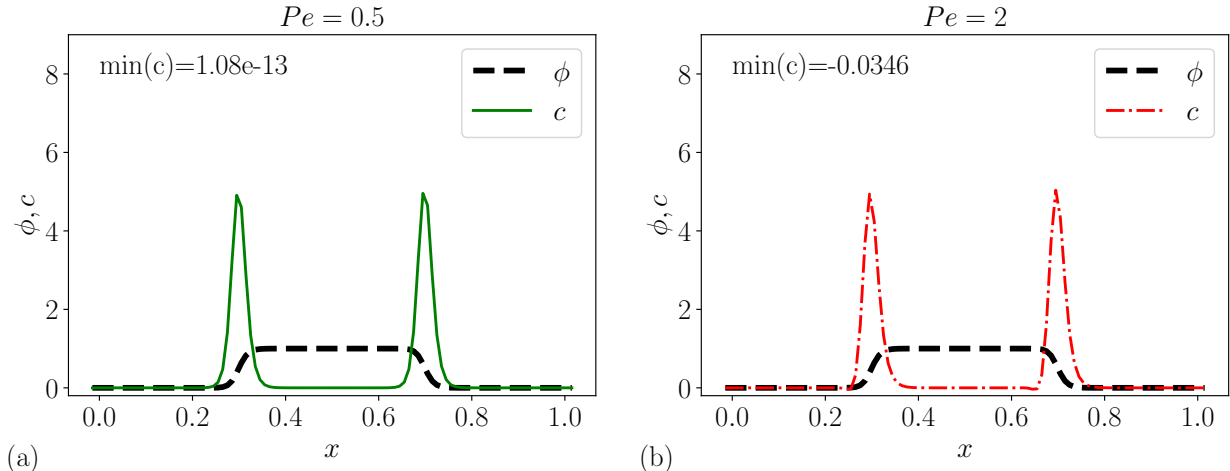 Pe = 0.5
min(c)=1.08e-13
ϕ
c
8
6
4
2
0
ϕ, c
0.0 0.2 0.4 0.6 0.8 1.0
x
(a)
Pe = 2
min(c)=-0.0346
ϕ
c
8
6
4
2
0
ϕ, c
0.0 0.2 0.4 0.6 0.8 1.0
x
(b)